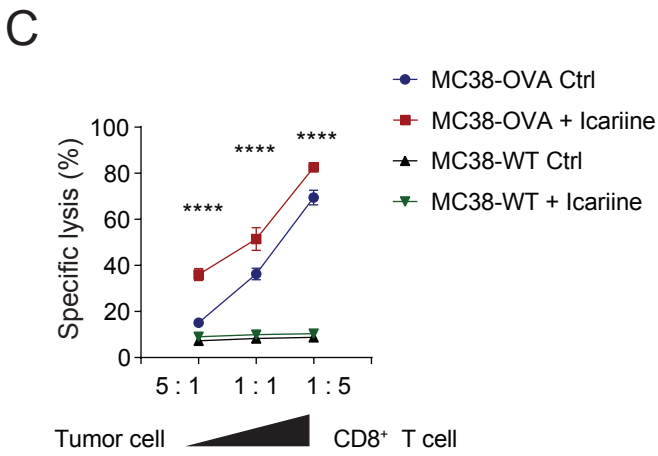 C
MC38-OVA Ctrl
MC38-OVA + Icariine
MC38-WT Ctrl
MC38-WT + Icariine
Specific lysis (%)
100
80
60
40
20
0
****
****
****
5 : 1 1 : 1 1 : 5
Tumor cell CD8⁺ T cell